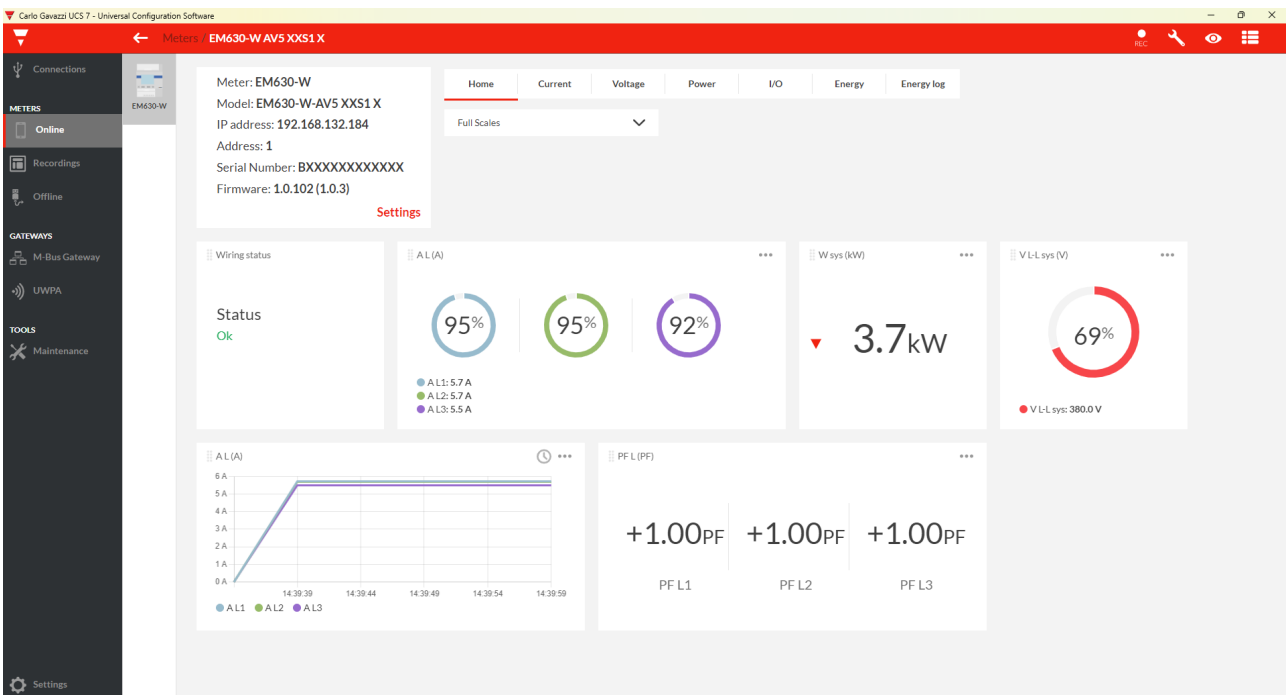 Carlo Gavazzi UCS 7 - Universal Configuration Software
Meters / EM630-W AV5 XXS1 X
REC
Connections
METERS
Online
Recordings
Offline
GATEWAYS
M-Bus Gateway
UWPA
TOOLS
Maintenance
Settings
EM630-W
Meter: EM630-W
Model: EM630-W-AV5 XXS1 X
IP address: 192.168.132.184
Address: 1
Serial Number: BXXXXXXXXXXXX
Firmware: 1.0.102 (1.0.3)
Settings
Home Current Voltage Power I/O Energy Energy log
Full Scales
Wiring status
Status
Ok
A L (A)
95% 95% 92%
A L1: 5.7 A
A L2: 5.7 A
A L3: 5.5 A
W sys (kW)
3.7kW
V L-L sys (V)
69%
V L-L sys: 380.0 V
A L (A)
6 A
5 A
4 A
3 A
2 A
1 A
0 A
14:39:39 14:39:44 14:39:49 14:39:54 14:39:59
A L1 A L2 A L3
PF L (PF)
+1.00PF +1.00PF +1.00PF
PF L1 PF L2 PF L3